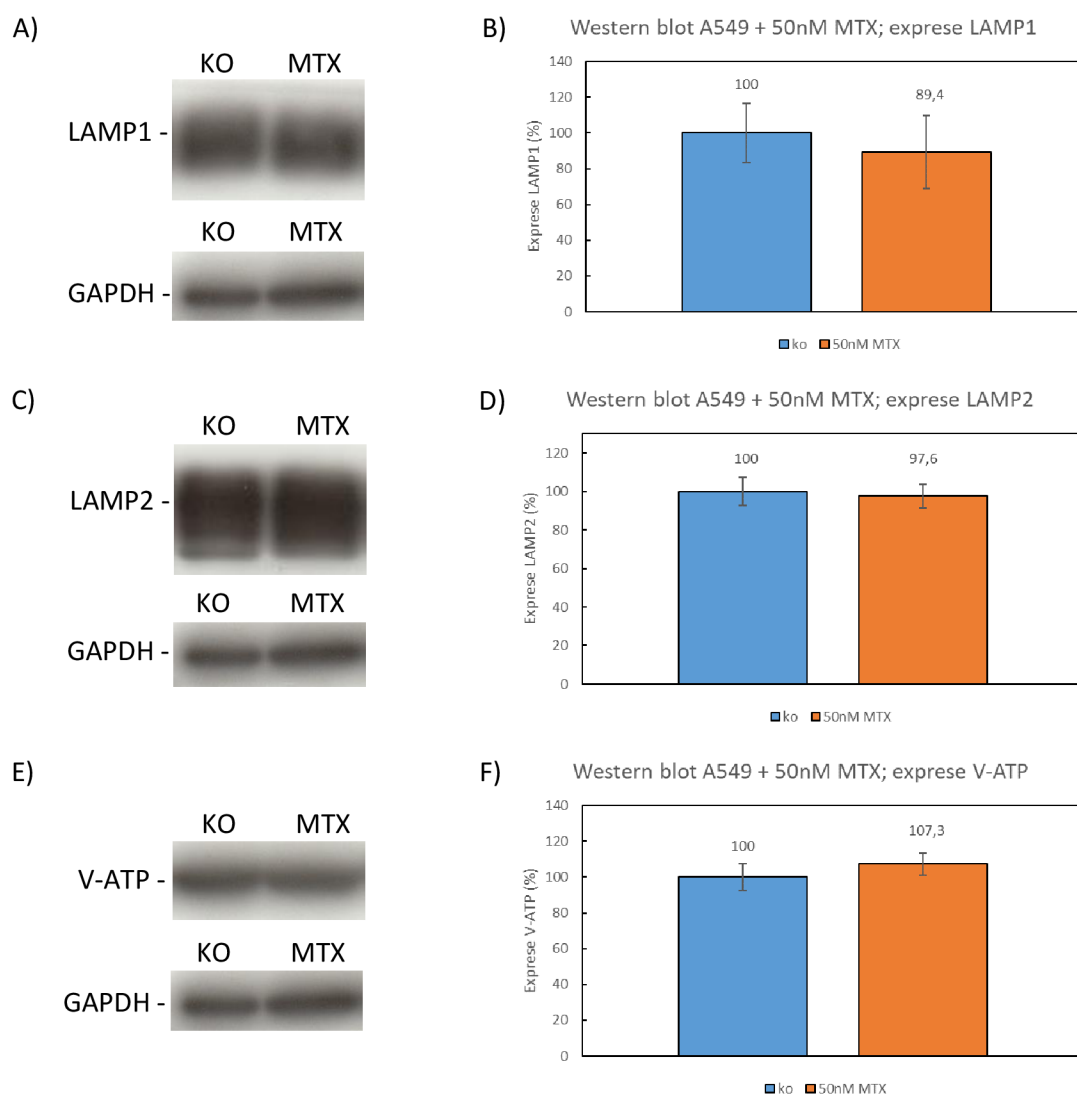 A)
KO MTX
LAMP1 -
KO MTX
GAPDH -
B)
Western blot A549 + 50nM MTX; exprese LAMP1
Exprese LAMP1 (%)
140
120
100
80
60
40
20
0
100
89,4
ko 50nM MTX
C)
KO MTX
LAMP2 -
KO MTX
GAPDH -
D)
Western blot A549 + 50nM MTX; exprese LAMP2
Exprese LAMP2 (%)
120
100
80
60
40
20
0
100
97,6
ko 50nM MTX
E)
KO MTX
V-ATP -
KO MTX
GAPDH -
F)
Western blot A549 + 50nM MTX; exprese V-ATP
Exprese V-ATP (%)
140
120
100
80
60
40
20
0
100
107,3
ko 50nM MTX